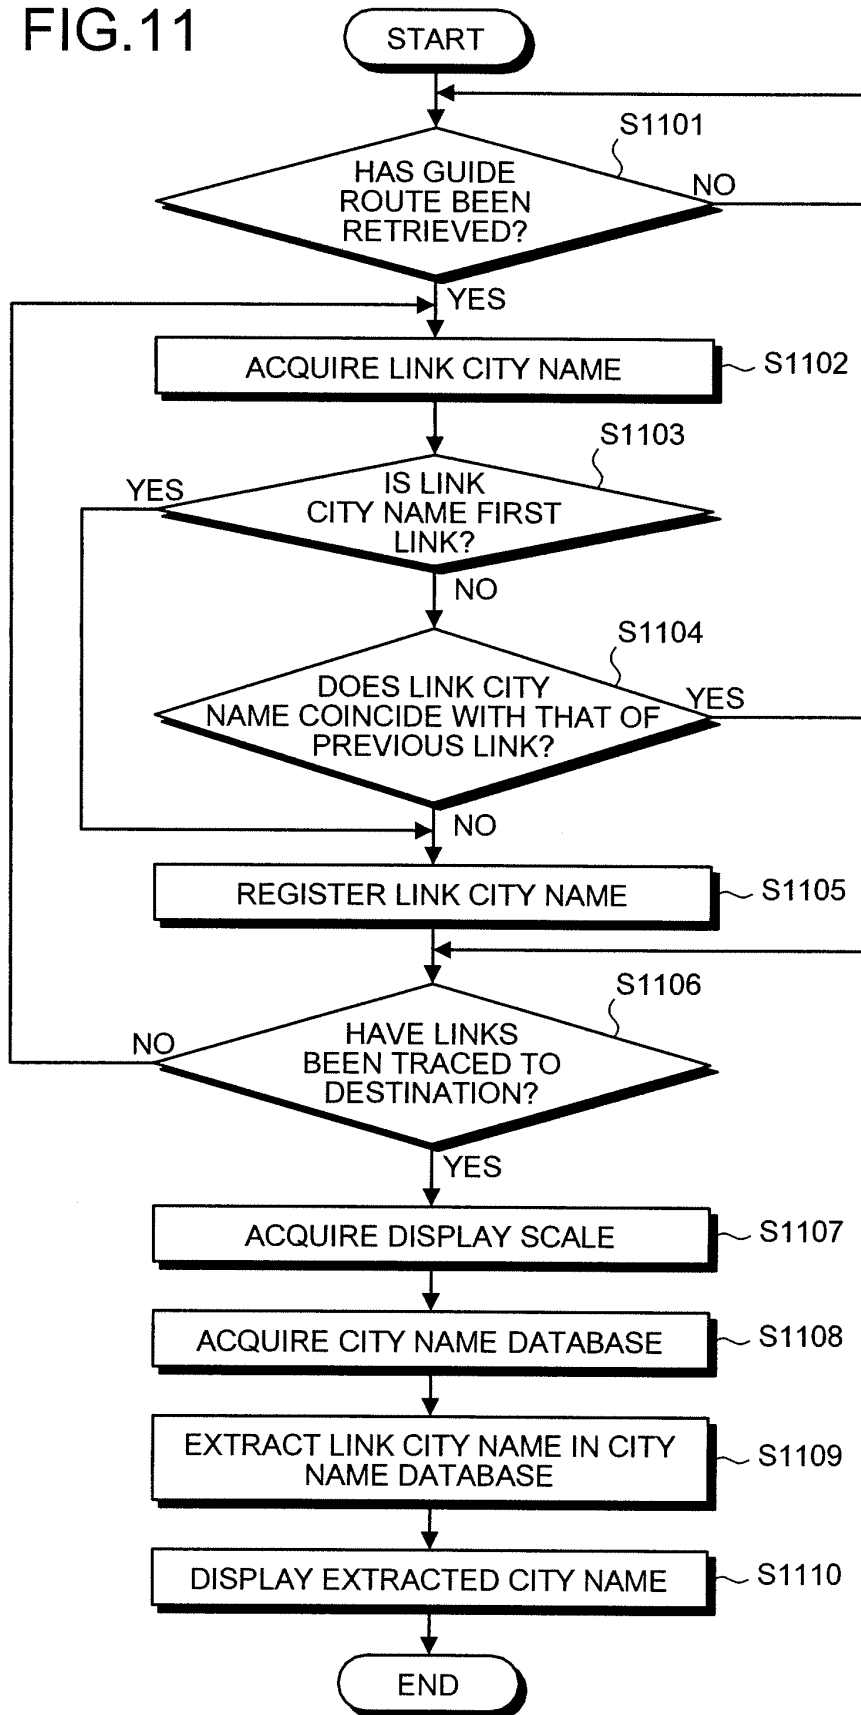 FIG.11
START
S1101
HAS GUIDE
ROUTE BEEN
RETRIEVED?
NO
YES
ACQUIRE LINK CITY NAME
S1102
S1103
YES
IS LINK
CITY NAME FIRST
LINK?
NO
S1104
DOES LINK CITY
NAME COINCIDE WITH THAT OF
PREVIOUS LINK?
YES
NO
REGISTER LINK CITY NAME
S1105
S1106
NO
HAVE LINKS
BEEN TRACED TO
DESTINATION?
YES
ACQUIRE DISPLAY SCALE
S1107
ACQUIRE CITY NAME DATABASE
S1108
EXTRACT LINK CITY NAME IN CITY
NAME DATABASE
S1109
DISPLAY EXTRACTED CITY NAME
S1110
END